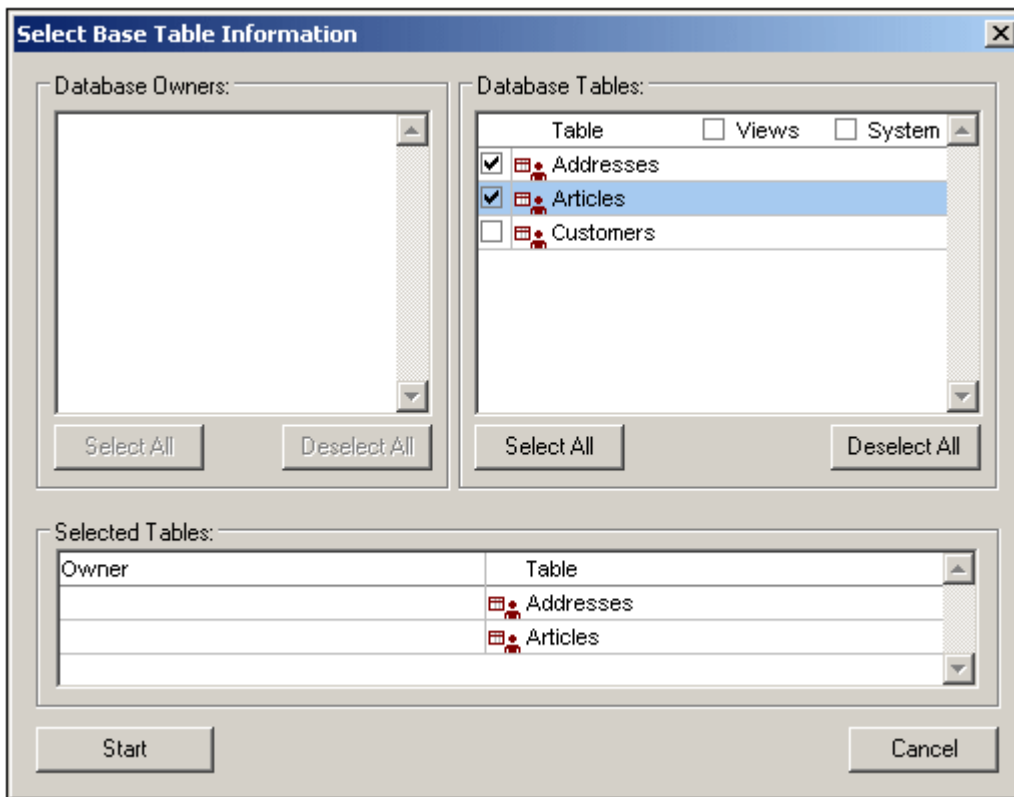 Select Base Table Information
Database Owners:
Select All Deselect All
Database Tables:
Table Views System
Addresses
Articles
Customers
Select All Deselect All
Selected Tables:
Owner Table
Addresses
Articles
Start Cancel